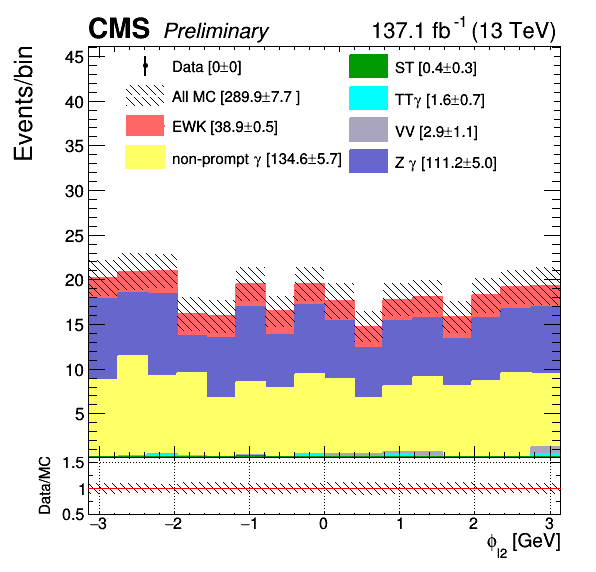 CMS Preliminary 137.1 fb⁻¹ (13 TeV)
Events/bin
45
40
35
30
25
20
15
10
5
Data [0±0]
All MC [289.9±7.7 ]
EWK [38.9±0.5]
non-prompt γ [134.6±5.7]
ST [0.4±0.3]
TTγ [1.6±0.7]
VV [2.9±1.1]
Z γ [111.2±5.0]
Data/MC
1.5
1
0.5
−3 −2 −1 0 1 2 3
ϕ_l2 [GeV]